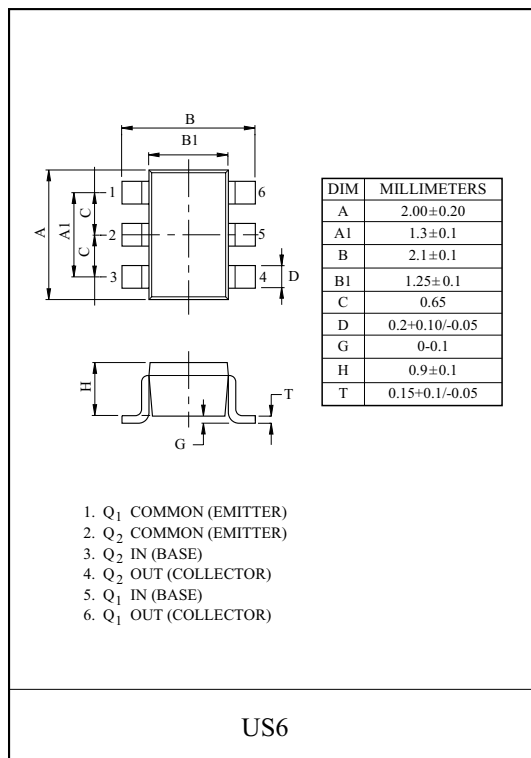 B
B1
1
6
A
A1
C
2
5
C
3
4
D
H
T
G
DIM MILLIMETERS
A 2.00±0.20
A1 1.3±0.1
B 2.1±0.1
B1 1.25±0.1
C 0.65
D 0.2+0.10/-0.05
G 0-0.1
H 0.9±0.1
T 0.15+0.1/-0.05
1. Q1 COMMON (EMITTER)
2. Q2 COMMON (EMITTER)
3. Q2 IN (BASE)
4. Q2 OUT (COLLECTOR)
5. Q1 IN (BASE)
6. Q1 OUT (COLLECTOR)
US6